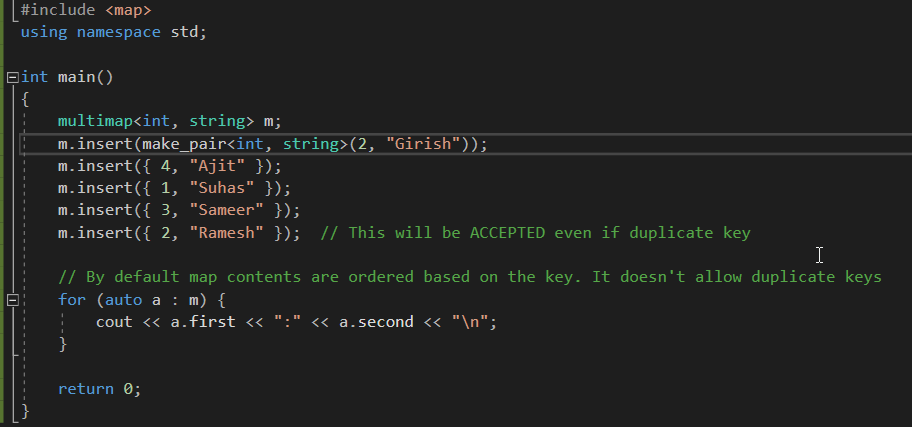 #include <map>
using namespace std;
int main()
{
multimap<int, string> m;
m.insert(make_pair<int, string>(2, "Girish"));
m.insert({ 4, "Ajit" });
m.insert({ 1, "Suhas" });
m.insert({ 3, "Sameer" });
m.insert({ 2, "Ramesh" });  // This will be ACCEPTED even if duplicate key
// By default map contents are ordered based on the key. It doesn't allow duplicate keys
for (auto a : m) {
cout << a.first << ":" << a.second << "\n";
}
return 0;
}